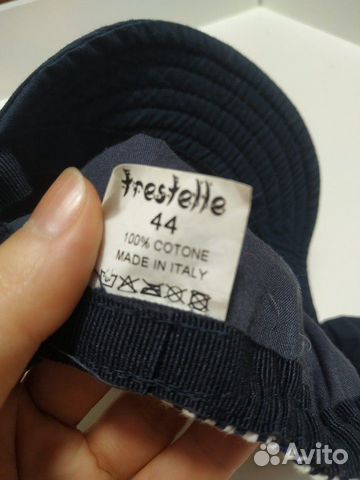 trestelle
44
100% COTONE
MADE IN ITALY
Avito